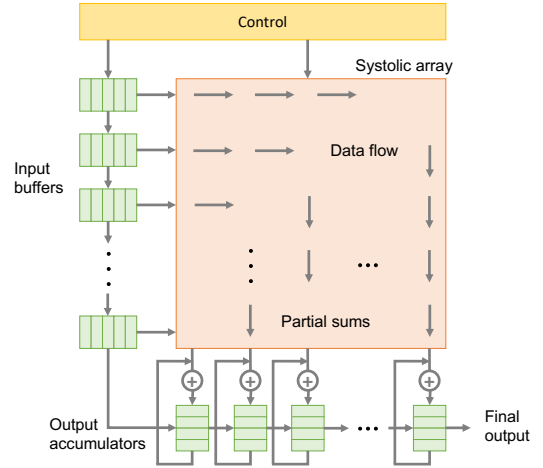 Control
Systolic array
Data flow
Input
buffers
Partial sums
Output
accumulators
Final
output